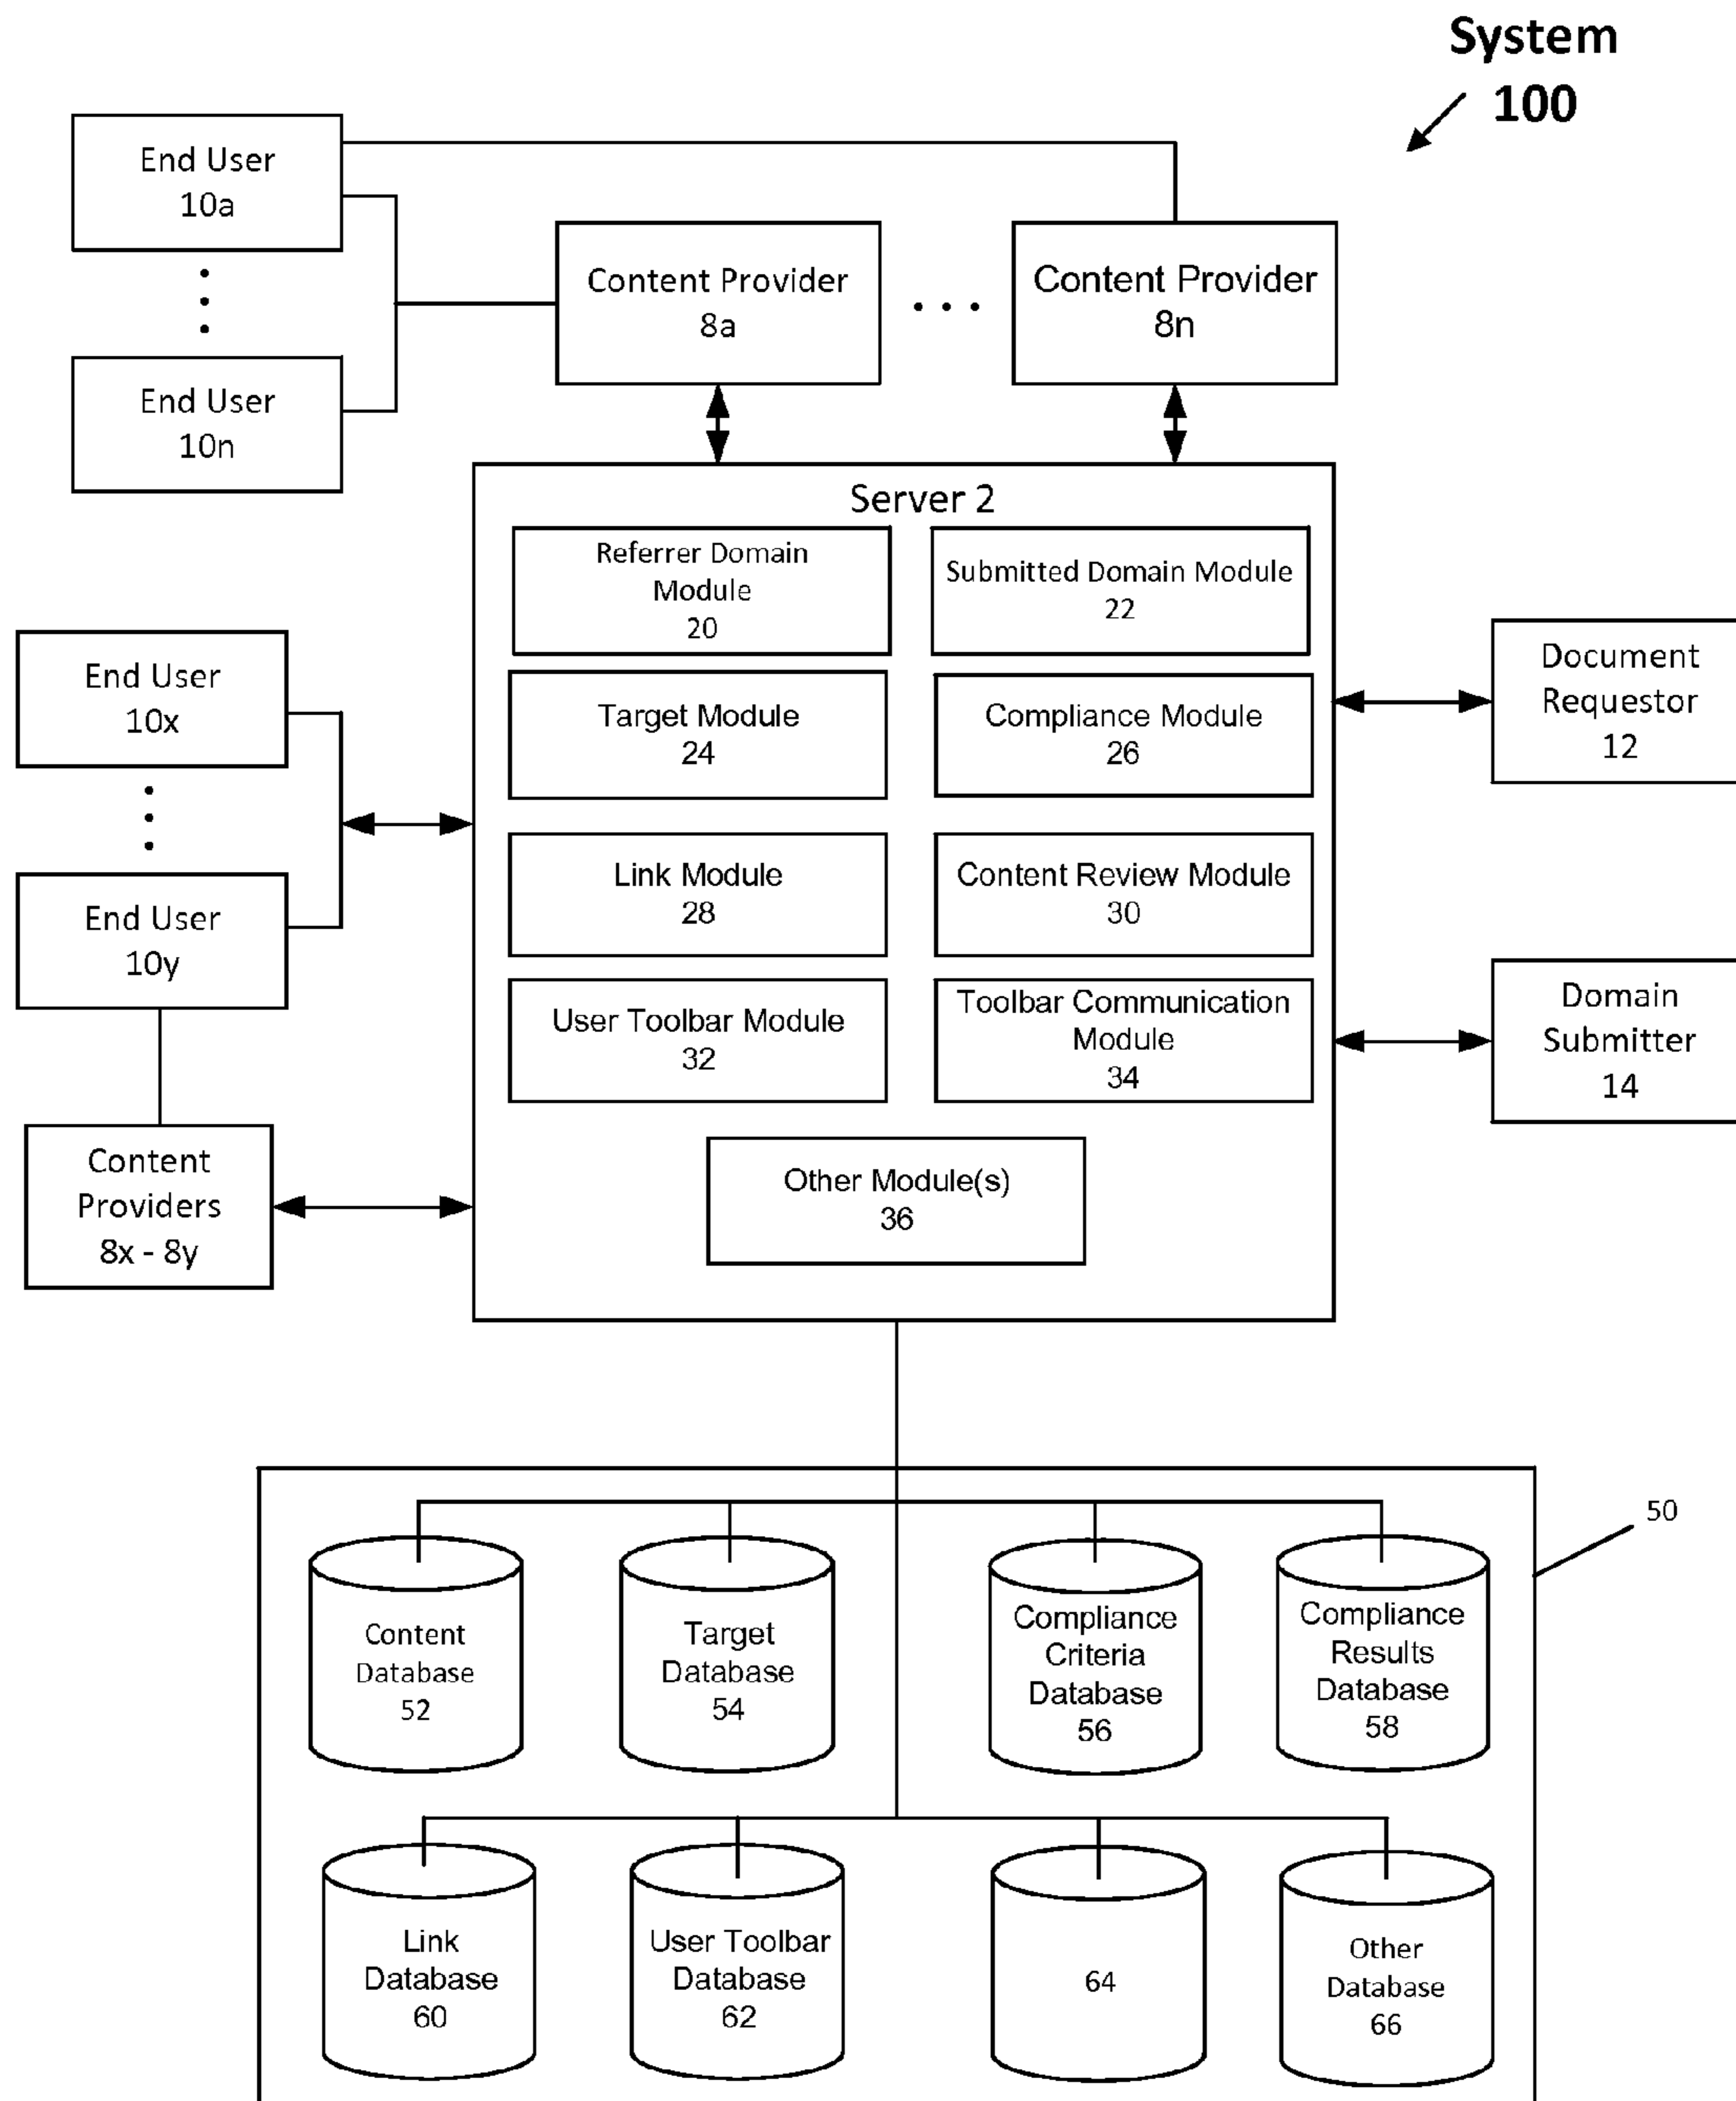 System
100
End User
10a
End User
10n
Content Provider
8a
Content Provider
8n
Server 2
Referrer Domain
Module
20
Submitted Domain Module
22
Target Module
24
Compliance Module
26
Link Module
28
Content Review Module
30
User Toolbar Module
32
Toolbar Communication
Module
34
Other Module(s)
36
End User
10x
End User
10y
Content
Providers
8x - 8y
Document
Requestor
12
Domain
Submitter
14
50
Content
Database
52
Target
Database
54
Compliance
Criteria
Database
56
Compliance
Results
Database
58
Link
Database
60
User Toolbar
Database
62
64
Other
Database
66